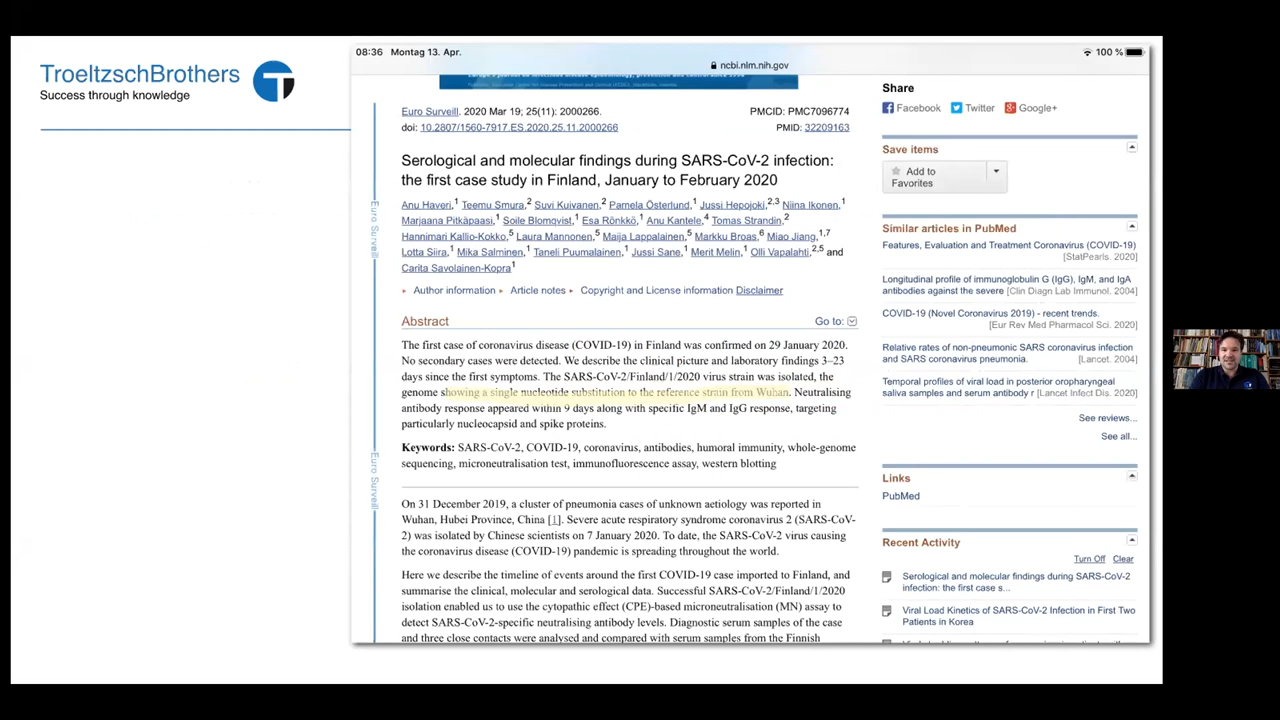 TroeltzschBrothers
Success through knowledge
08:36 Montag 13. Apr.
100 %
ncbi.nlm.nih.gov
Euro Surveill. 2020 Mar 19; 25(11): 2000266.
PMCID: PMC7096774
doi: 10.2807/1560-7917.ES.2020.25.11.2000266
PMID: 32209163
Serological and molecular findings during SARS-CoV-2 infection:
the first case study in Finland, January to February 2020
Anu Haveri,1 Teemu Smura,2 Suvi Kuivanen,2 Pamela Österlund,1 Jussi Hepojoki,2,3 Niina Ikonen,1
Marjaana Pitkäpaasi,1 Soile Blomqvist,1 Esa Rönkkö,1 Anu Kantele,4 Tomas Strandin,2
Hannimari Kallio-Kokko,5 Laura Mannonen,5 Maija Lappalainen,5 Markku Broas,6 Miao Jiang,1,7
Lotta Siira,1 Mika Salminen,1 Taneli Puumalainen,1 Jussi Sane,1 Merit Melin,1 Olli Vapalahti,2,5 and
Carita Savolainen-Kopra1
▸ Author information ▸ Article notes ▸ Copyright and License information Disclaimer
Abstract
Go to:
The first case of coronavirus disease (COVID-19) in Finland was confirmed on 29 January 2020.
No secondary cases were detected. We describe the clinical picture and laboratory findings 3–23
days since the first symptoms. The SARS-CoV-2/Finland/1/2020 virus strain was isolated, the
genome showing a single nucleotide substitution to the reference strain from Wuhan. Neutralising
antibody response appeared within 9 days along with specific IgM and IgG response, targeting
particularly nucleocapsid and spike proteins.
Keywords: SARS-CoV-2, COVID-19, coronavirus, antibodies, humoral immunity, whole-genome
sequencing, microneutralisation test, immunofluorescence assay, western blotting
On 31 December 2019, a cluster of pneumonia cases of unknown aetiology was reported in
Wuhan, Hubei Province, China [1]. Severe acute respiratory syndrome coronavirus 2 (SARS-CoV-
2) was isolated by Chinese scientists on 7 January 2020. To date, the SARS-CoV-2 virus causing
the coronavirus disease (COVID-19) pandemic is spreading throughout the world.
Here we describe the timeline of events around the first COVID-19 case imported to Finland, and
summarise the clinical, molecular and serological data. Successful SARS-CoV-2/Finland/1/2020
isolation enabled us to use the cytopathic effect (CPE)-based microneutralisation (MN) assay to
detect SARS-CoV-2-specific neutralising antibody levels. Diagnostic serum samples of the case
and three close contacts were analysed and compared with serum samples from the Finnish
Euro Surveill
Euro Surveill
Share
Facebook Twitter Google+
Save items
Add to
Favorites
Similar articles in PubMed
Features, Evaluation and Treatment Coronavirus (COVID-19)
[StatPearls. 2020]
Longitudinal profile of immunoglobulin G (IgG), IgM, and IgA
antibodies against the severe [Clin Diagn Lab Immunol. 2004]
COVID-19 (Novel Coronavirus 2019) - recent trends.
[Eur Rev Med Pharmacol Sci. 2020]
Relative rates of non-pneumonic SARS coronavirus infection
and SARS coronavirus pneumonia. [Lancet. 2004]
Temporal profiles of viral load in posterior oropharyngeal
saliva samples and serum antibody r [Lancet Infect Dis. 2020]
See reviews...
See all...
Links
PubMed
Recent Activity
Turn Off Clear
Serological and molecular findings during SARS-CoV-2
infection: the first case s...
Viral Load Kinetics of SARS-CoV-2 Infection in First Two
Patients in Korea